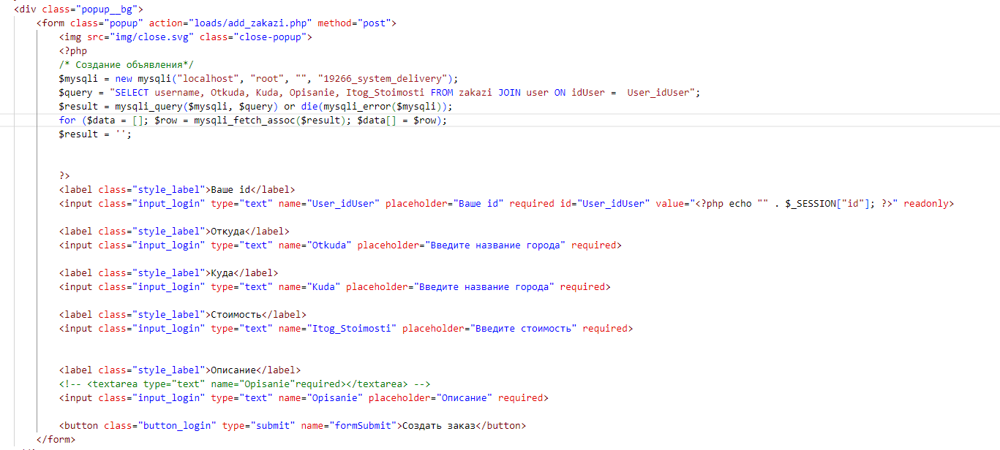 <div class="popup__bg">
<form class="popup" action="loads/add_zakazi.php" method="post">
<img src="img/close.svg" class="close-popup">
<?php
/* Создание объявления*/
$mysqli = new mysqli("localhost", "root", "", "19266_system_delivery");
$query = "SELECT username, Otkuda, Kuda, Opisanie, Itog_Stoimosti FROM zakazi JOIN user ON idUser =  User_idUser";
$result = mysqli_query($mysqli, $query) or die(mysqli_error($mysqli));
for ($data = []; $row = mysqli_fetch_assoc($result); $data[] = $row);
$result = '';
?>
<label class="style_label">Ваше id</label>
<input class="input_login" type="text" name="User_idUser" placeholder="Ваше id" required id="User_idUser" value="<?php echo "" . $_SESSION["id"]; ?>" readonly>
<label class="style_label">Откуда</label>
<input class="input_login" type="text" name="Otkuda" placeholder="Введите название города" required>
<label class="style_label">Куда</label>
<input class="input_login" type="text" name="Kuda" placeholder="Введите название города" required>
<label class="style_label">Стоимость</label>
<input class="input_login" type="text" name="Itog_Stoimosti" placeholder="Введите стоимость" required>
<label class="style_label">Описание</label>
<!-- <textarea type="text" name="Opisanie"required></textarea> -->
<input class="input_login" type="text" name="Opisanie" placeholder="Описание" required>
<button class="button_login" type="submit" name="formSubmit">Создать заказ</button>
</form>